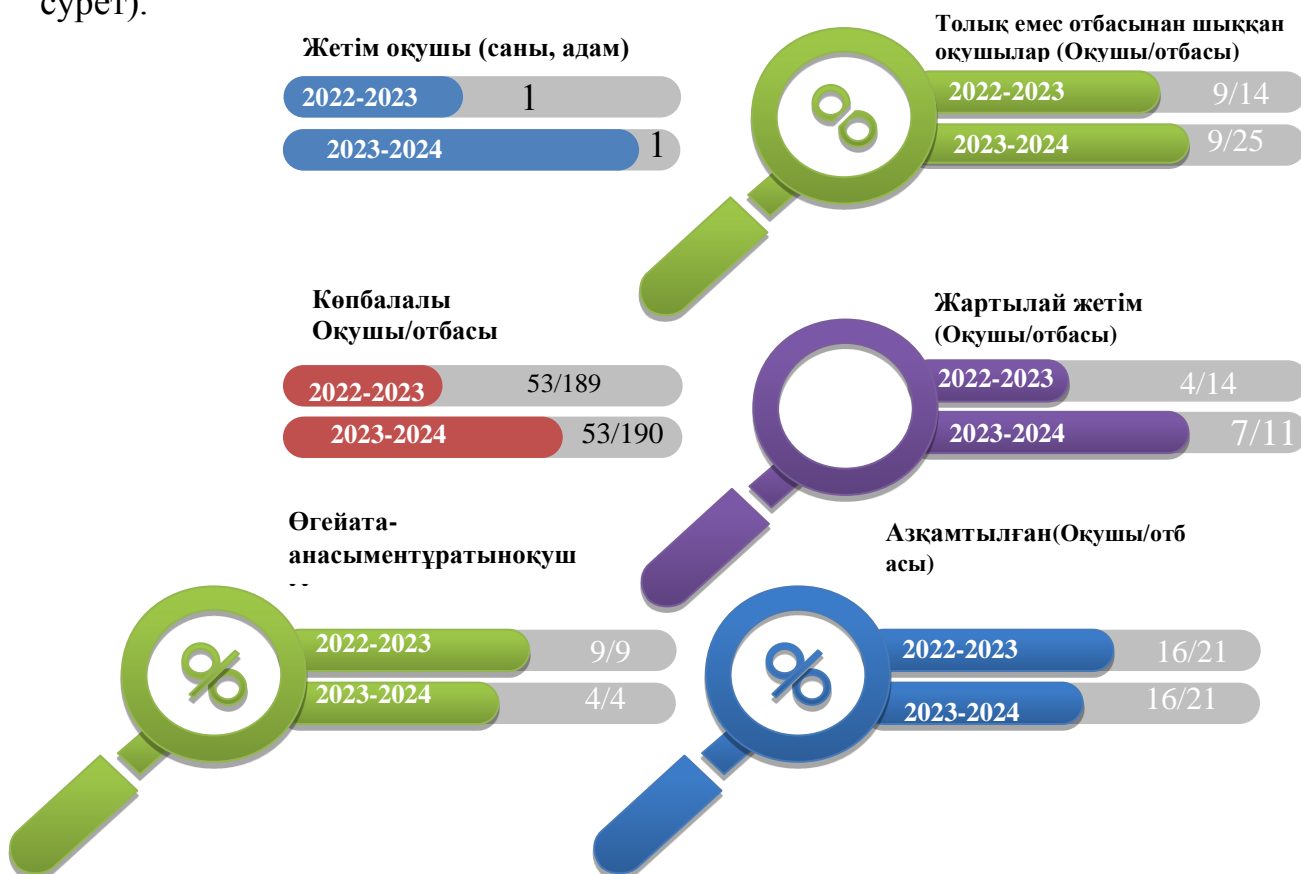 сурет).
Жетім оқушы (саны, адам)
2022-2023 1
2023-2024 1
Толық емес отбасынан шыққан
оқушылар (Оқушы/отбасы)
2022-2023 9/14
2023-2024 9/25
Көпбалалы
Оқушы/отбасы
2022-2023 53/189
2023-2024 53/190
Жартылай жетім
(Оқушы/отбасы)
2022-2023 4/14
2023-2024 7/11
Өгейата-
анасыментұратыноқуш
% 2022-2023 9/9
2023-2024 4/4
Азқамтылған(Оқушы/отб
асы)
% 2022-2023 16/21
2023-2024 16/21